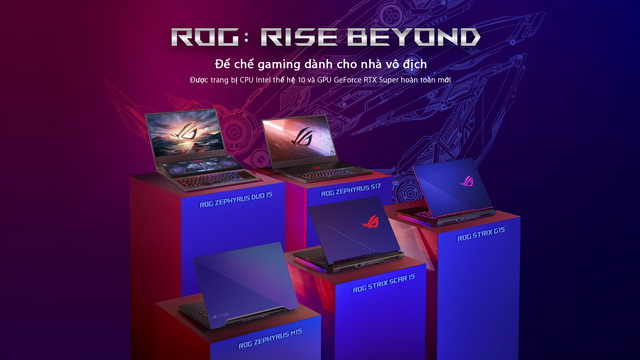 ROG: RISE BEYOND
Đế chế gaming dành cho nhà vô địch
Được trang bị CPU Intel thế hệ 10 và GPU GeForce RTX Super hoàn toàn mới
ROG ZEPHYRUS DUO 15
ROG ZEPHYRUS S17
ROG STRIX G15
ROG STRIX SCAR 15
ROG ZEPHYRUS M15